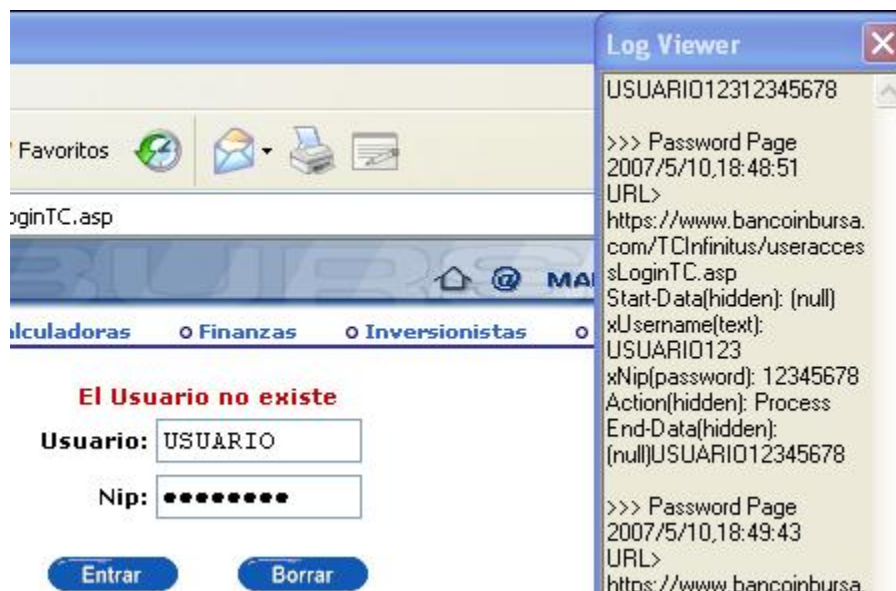 Favoritos
oginTC.asp
BURSA
@ MA
alculadoras
Finanzas
Inversionistas
El Usuario no existe
Usuario: USUARIO
Nip: ●●●●●●●●
Entrar
Borrar
Log Viewer
USUARIO12312345678
>>> Password Page
2007/5/10,18:48:51
URL>
https://www.bancoinbursa.
com/TCInfinitus/useracces
sLoginTC.asp
Start-Data(hidden): (null)
xUsername(text):
USUARIO123
xNip(password): 12345678
Action(hidden): Process
End-Data(hidden):
(null)USUARIO12345678
>>> Password Page
2007/5/10,18:49:43
URL>
https://www.bancoinbursa.